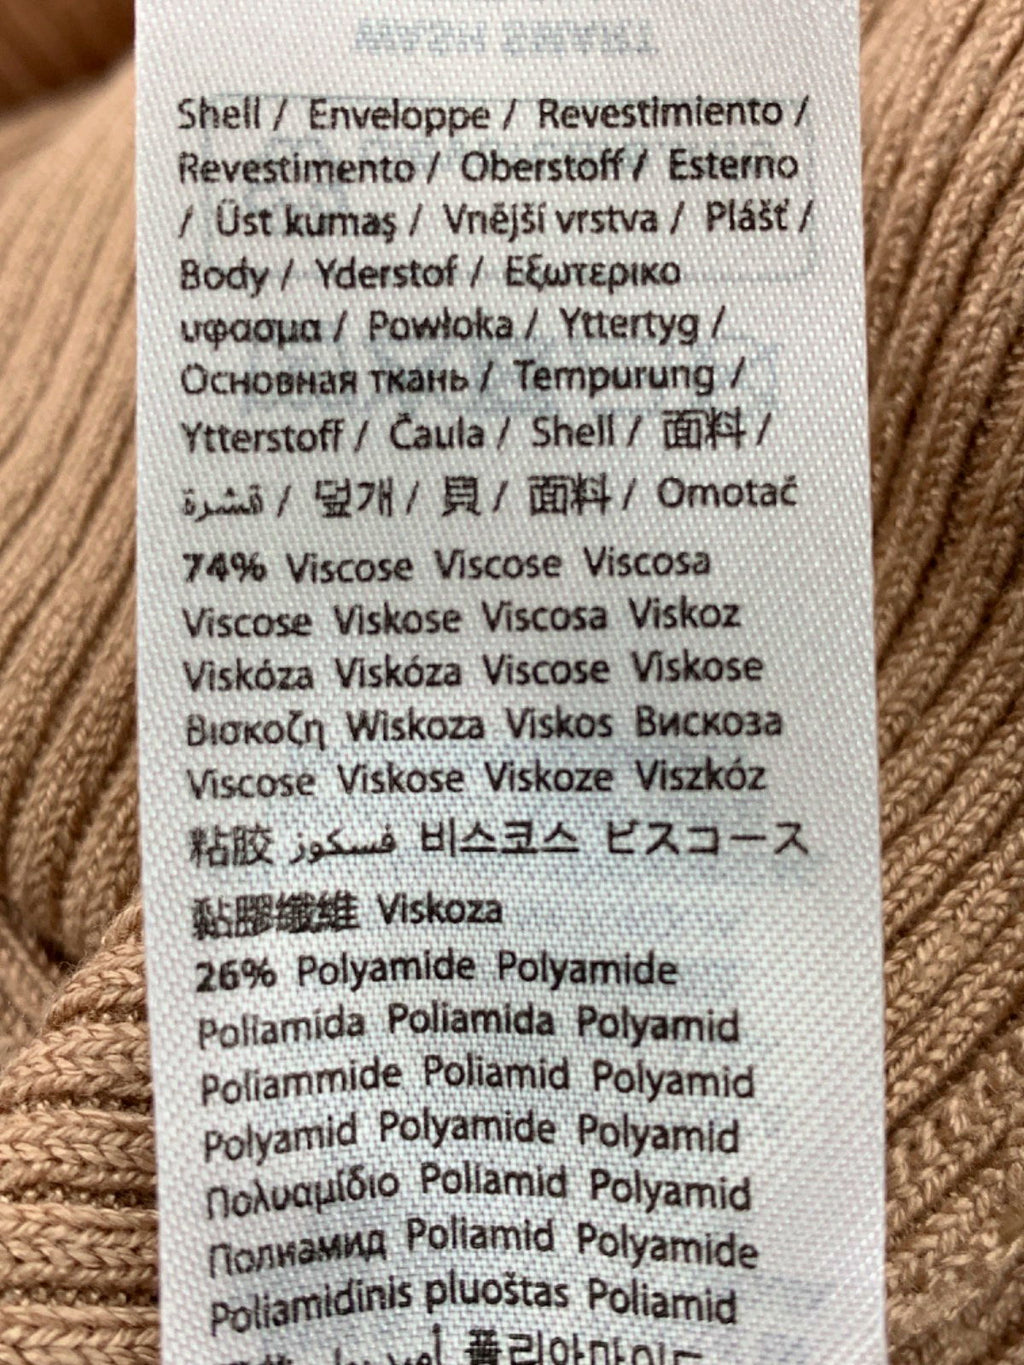 Shell / Enveloppe / Revestimiento /
Revestimento / Oberstoff / Esterno
/ Üst kumaş / Vnější vrstva / Plášť /
Body / Yderstof / Εξωτερικο
υφασμα / Powłoka / Yttertyg /
Основная ткань / Tempurung /
Ytterstoff / Čaula / Shell / 面料 /
قشرة / 덮개 / 貝 / 面料 / Omotač
74% Viscose Viscose Viscosa
Viscose Viskose Viscosa Viskoz
Viskóza Viskóza Viscose Viskose
Βισκοζη Wiskoza Viskos Вискоза
Viscose Viskose Viskoze Viszkóz
粘胶 فسكوز 비스코스 ビスコース
黏膠纖維 Viskoza
26% Polyamide Polyamide
Poliamida Poliamida Polyamid
Poliammide Poliamid Polyamid
Polyamid Polyamide Polyamid
Πολυαμίδιο Poliamid Polyamid
Полиамид Poliamid Polyamide
Poliamidinis pluoštas Poliamid